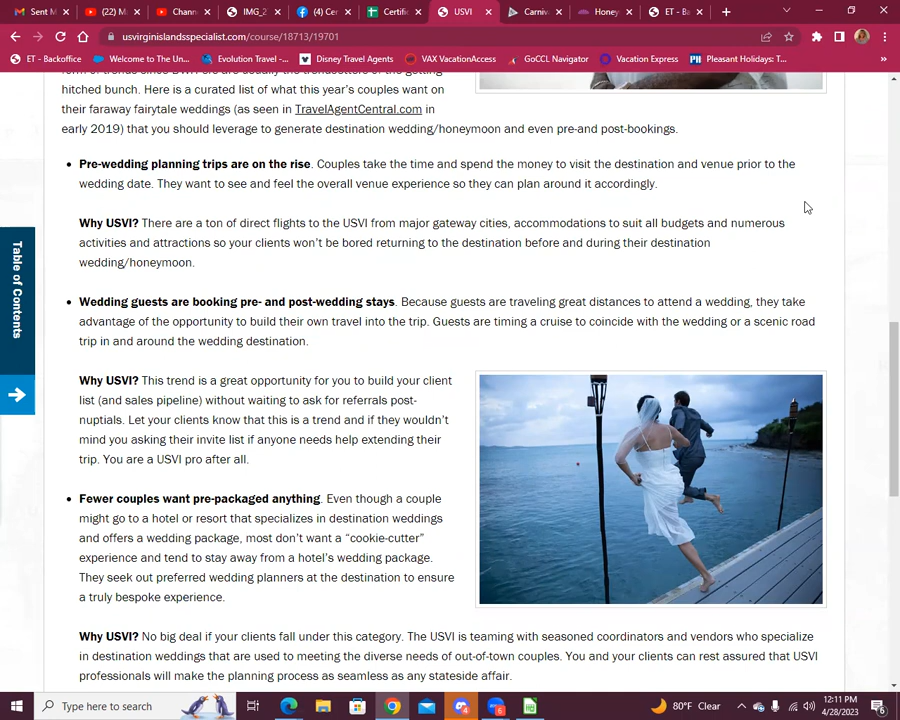 Sent M
(22) M
Chann
IMG_2
(4) Cer
Certific
USVI
Carniv
Honey
ET - Ba
usvirginislandsspecialist.com/course/18713/19701
ET - Backoffice
Welcome to The Un...
Evolution Travel -...
Disney Travel Agents
VAX VacationAccess
GoCCL Navigator
Vacation Express
Pleasant Holidays: T...
hitched bunch. Here is a curated list of what this year's couples want on
their faraway fairytale weddings (as seen in TravelAgentCentral.com in
early 2019) that you should leverage to generate destination wedding/honeymoon and even pre-and post-bookings.
• Pre-wedding planning trips are on the rise. Couples take the time and spend the money to visit the destination and venue prior to the
wedding date. They want to see and feel the overall venue experience so they can plan around it accordingly.
Why USVI? There are a ton of direct flights to the USVI from major gateway cities, accommodations to suit all budgets and numerous
activities and attractions so your clients won't be bored returning to the destination before and during their destination
wedding/honeymoon.
Table of Contents
• Wedding guests are booking pre- and post-wedding stays. Because guests are traveling great distances to attend a wedding, they take
advantage of the opportunity to build their own travel into the trip. Guests are timing a cruise to coincide with the wedding or a scenic road
trip in and around the wedding destination.
Why USVI? This trend is a great opportunity for you to build your client
list (and sales pipeline) without waiting to ask for referrals post-
nuptials. Let your clients know that this is a trend and if they wouldn't
mind you asking their invite list if anyone needs help extending their
trip. You are a USVI pro after all.
• Fewer couples want pre-packaged anything. Even though a couple
might go to a hotel or resort that specializes in destination weddings
and offers a wedding package, most don't want a "cookie-cutter"
experience and tend to stay away from a hotel's wedding package.
They seek out preferred wedding planners at the destination to ensure
a truly bespoke experience.
Why USVI? No big deal if your clients fall under this category. The USVI is teaming with seasoned coordinators and vendors who specialize
in destination weddings that are used to meeting the diverse needs of out-of-town couples. You and your clients can rest assured that USVI
professionals will make the planning process as seamless as any stateside affair.
Type here to search
80°F Clear
12:11 PM
4/28/2023